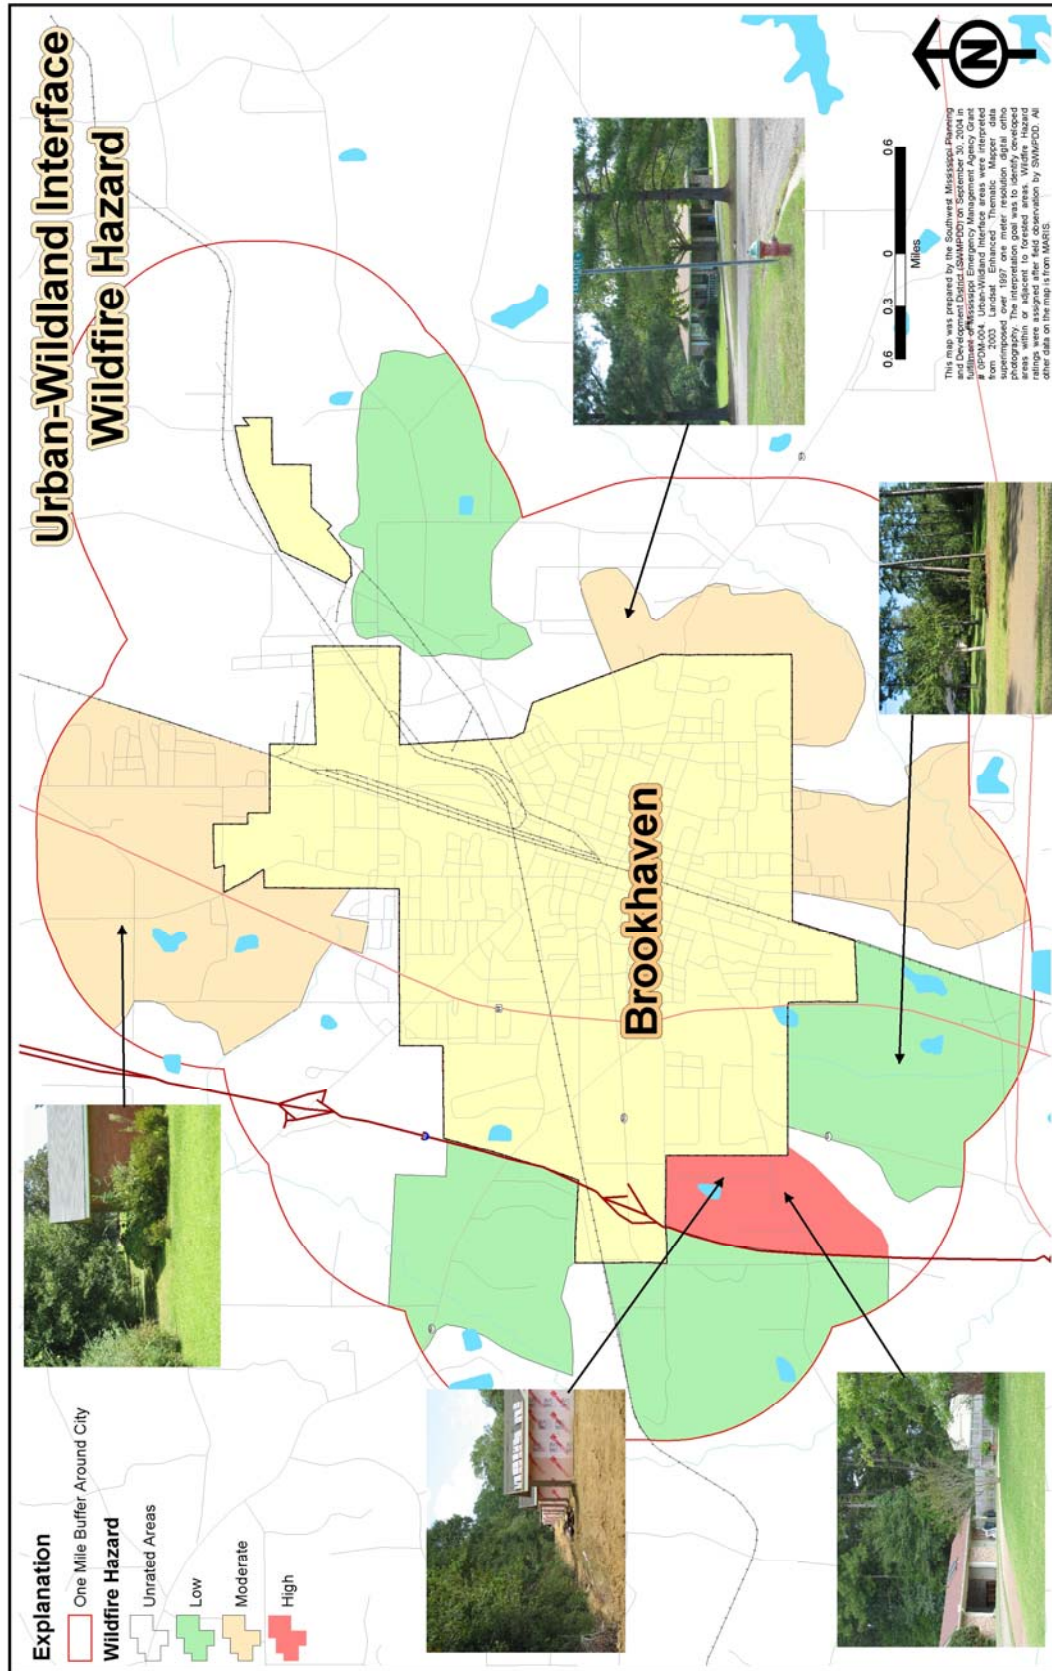 Urban-Wildland Interface
Wildfire Hazard
Explanation
One Mile Buffer Around City
Wildfire Hazard
Unrated Areas
Low
Moderate
High
Brookhaven
N
0.6 0.3 0 0.6
Miles
This map was prepared by the Southwest Mississippi Planning
and Development District (SWMPDD) on September 30, 2004 in
fulfillment of Mississippi Emergency Management Agency Grant
# 0PDM-004. Urban-Wildland Interface areas were interpreted
from 2003 Landsat Enhanced Thematic Mapper data
superimposed over 1997 one meter resolution digital ortho
photography. The interpretation goal was to identify developed
areas within or adjacent to forested areas. Wildfire Hazard
ratings were assigned after field observation by SWMPDD. All
other data on the map is from MARIS.